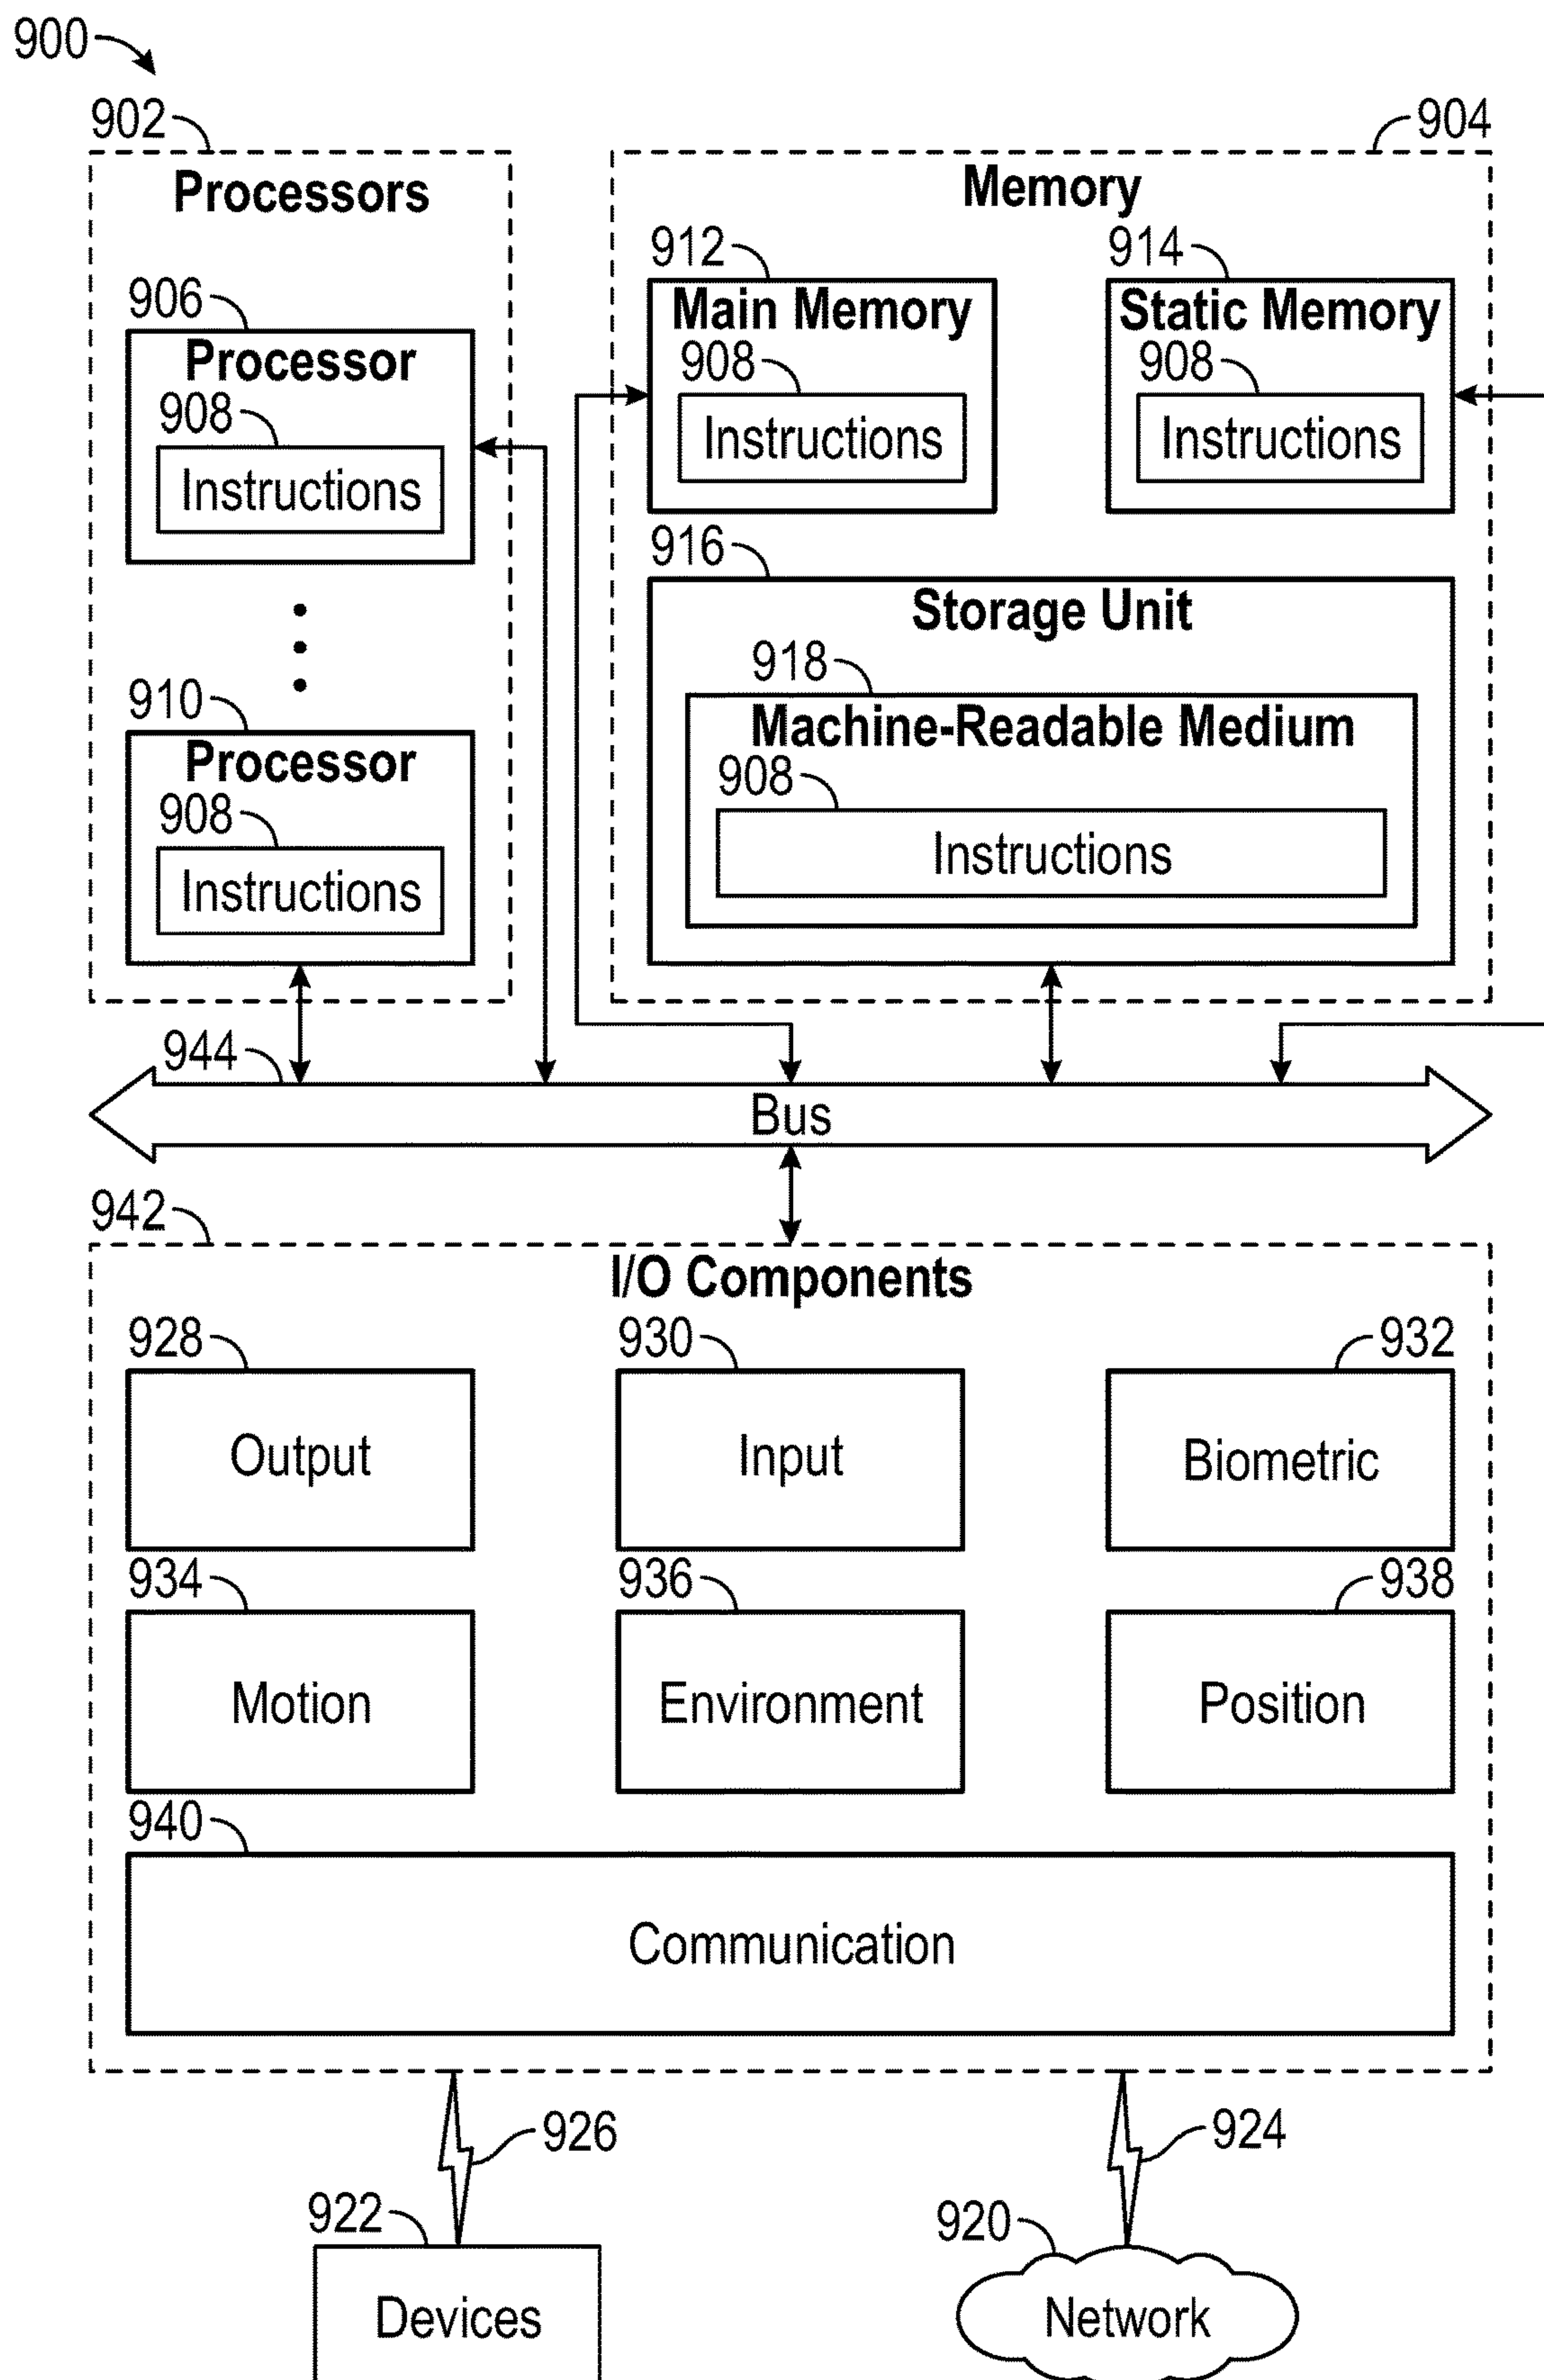 900
902
904
Processors
Memory
912
914
906
Main Memory
Static Memory
Processor
908
908
908
Instructions
Instructions
Instructions
916
Storage Unit
918
910
Machine-Readable Medium
Processor
908
908
Instructions
Instructions
944
Bus
942
I/O Components
928
930
932
Output
Input
Biometric
934
936
938
Motion
Environment
Position
940
Communication
926
924
922
920
Devices
Network